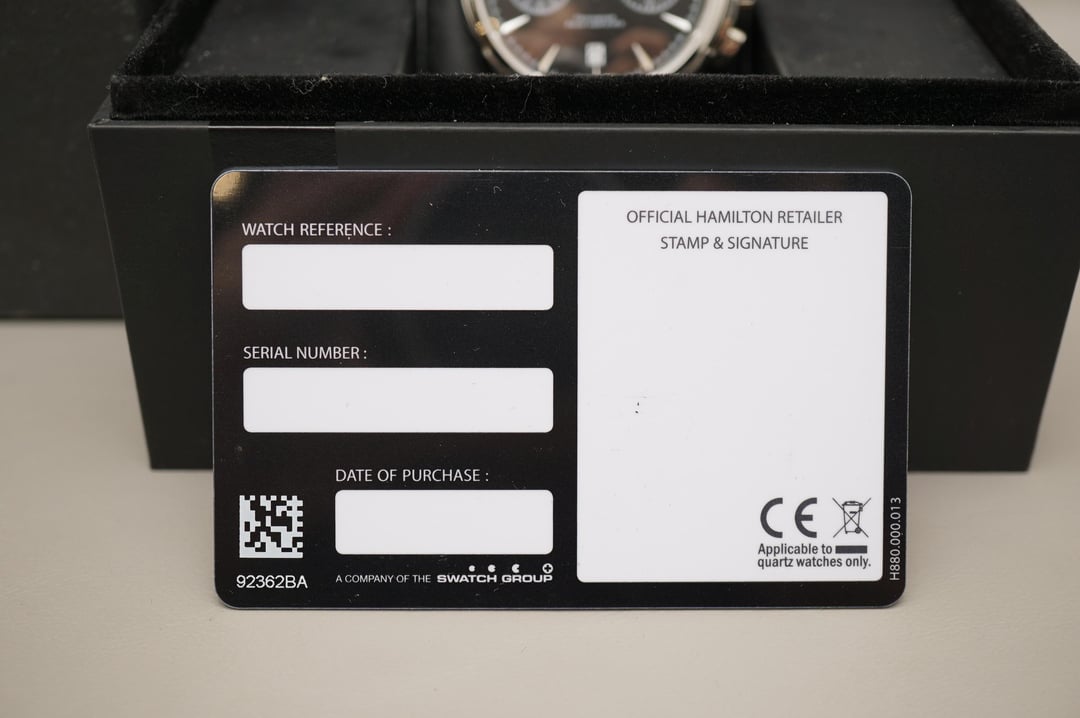 WATCH REFERENCE :
SERIAL NUMBER :
DATE OF PURCHASE :
92362BA
A COMPANY OF THE SWATCH GROUP
OFFICIAL HAMILTON RETAILER
STAMP & SIGNATURE
CE
Applicable to
quartz watches only.
H880.000.013